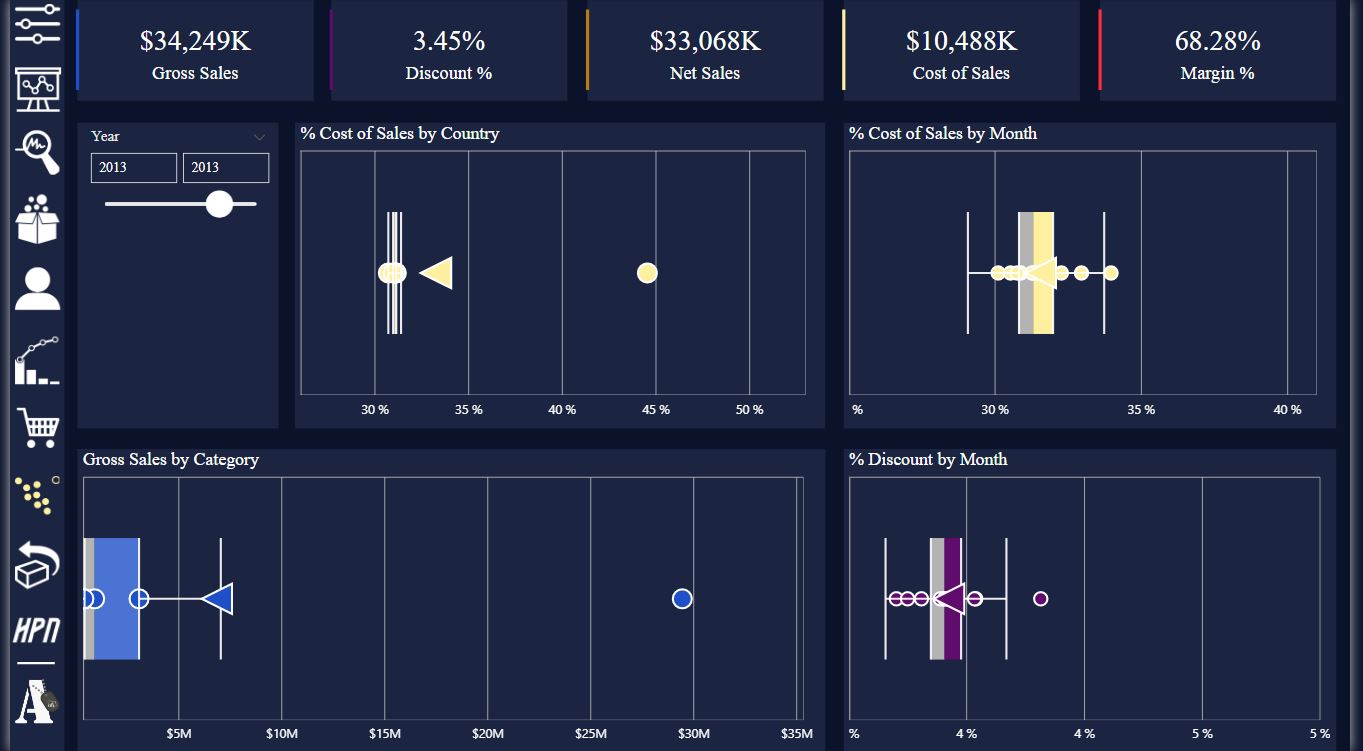 $34,249K
Gross Sales
3.45%
Discount %
$33,068K
Net Sales
$10,488K
Cost of Sales
68.28%
Margin %
Year
2013 2013
% Cost of Sales by Country
30 % 35 % 40 % 45 % 50 %
% Cost of Sales by Month
% 30 % 35 % 40 %
Gross Sales by Category
$5M $10M $15M $20M $25M $30M $35M
% Discount by Month
% 4 % 4 % 5 % 5 %
HPN
A